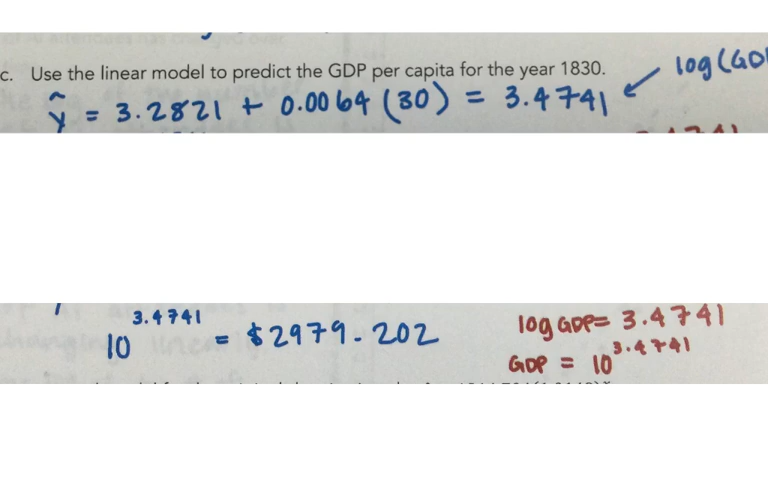 c. Use the linear model to predict the GDP per capita for the year 1830.
ŷ = 3.2821 + 0.0064 (30) = 3.4741
10^3.4741 = $2979.202
log GDP = 3.4741
GDP = 10^3.4741